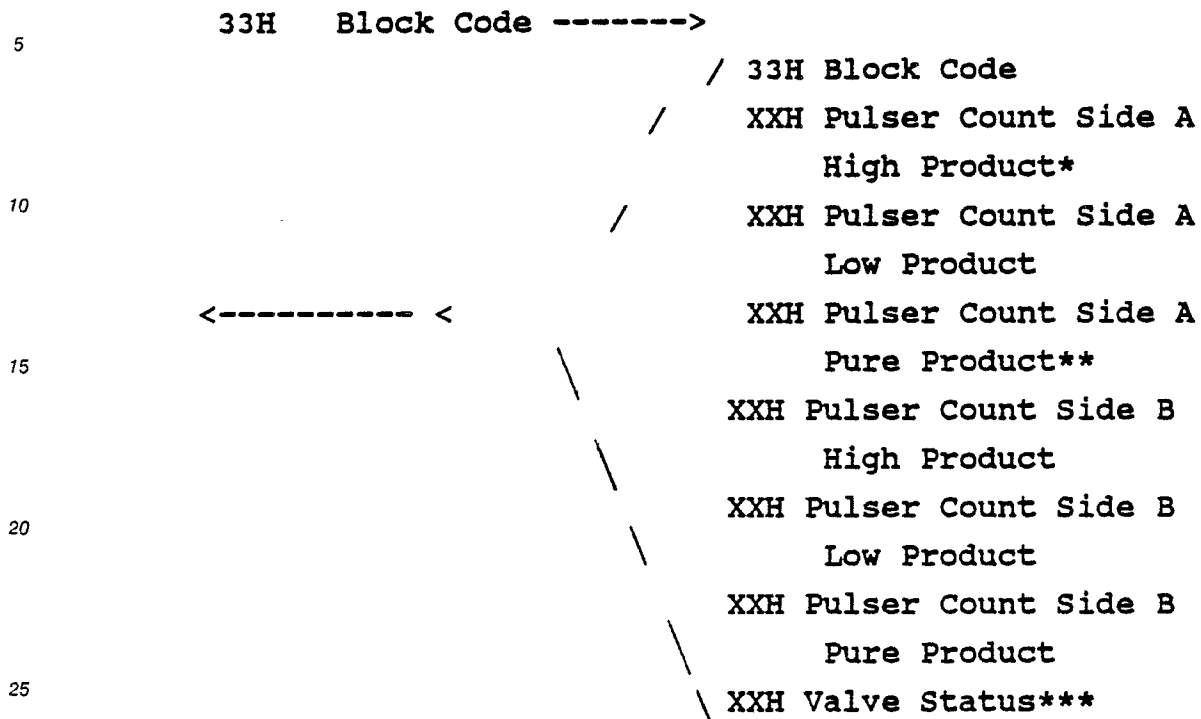 33H Block Code ------->
5
/ 33H Block Code
/ XXH Pulser Count Side A
High Product*
10
/ XXH Pulser Count Side A
Low Product
<---------- < XXH Pulser Count Side A
15
\ Pure Product**
XXH Pulser Count Side B
\ High Product
XXH Pulser Count Side B
20
\ Low Product
XXH Pulser Count Side B
\ Pure Product
25
\ XXH Valve Status***